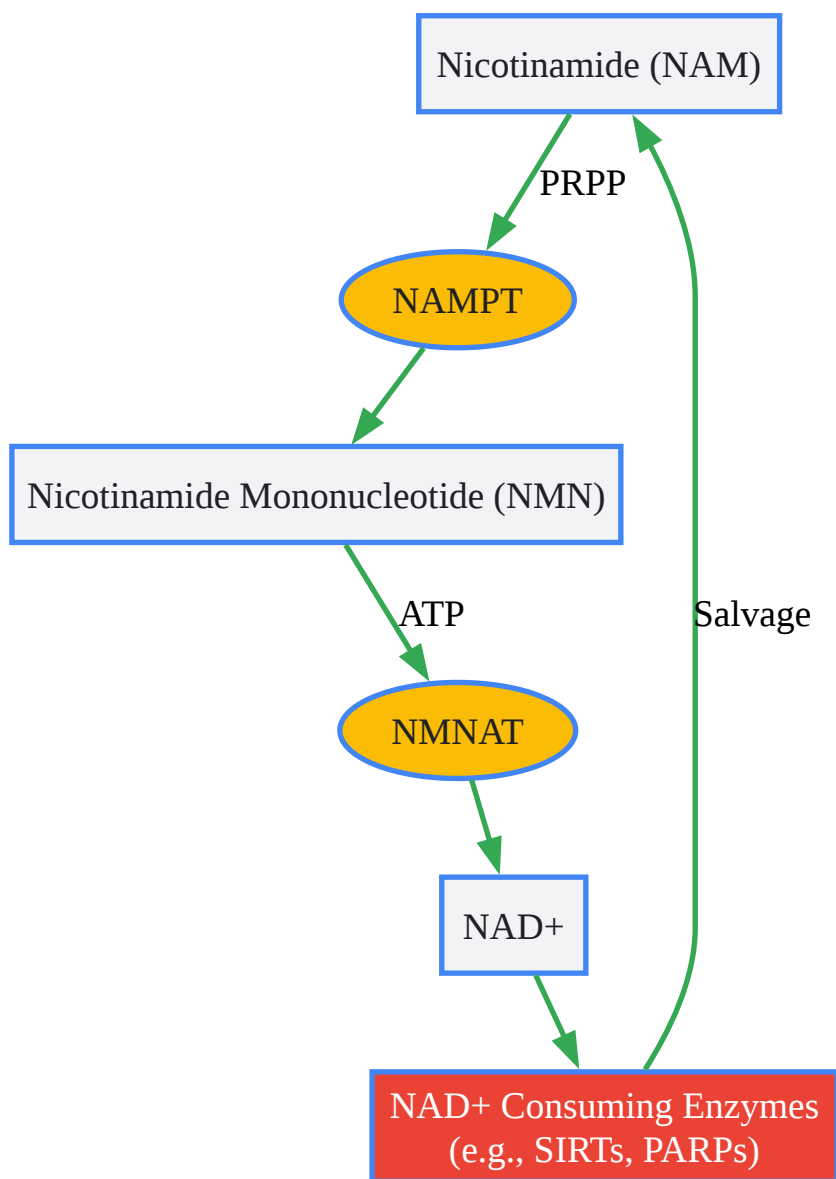 Nicotinamide (NAM)
PRPP
NAMPT
Nicotinamide Mononucleotide (NMN)
ATP
Salvage
NMNAT
NAD+
NAD+ Consuming Enzymes
(e.g., SIRTs, PARPs)